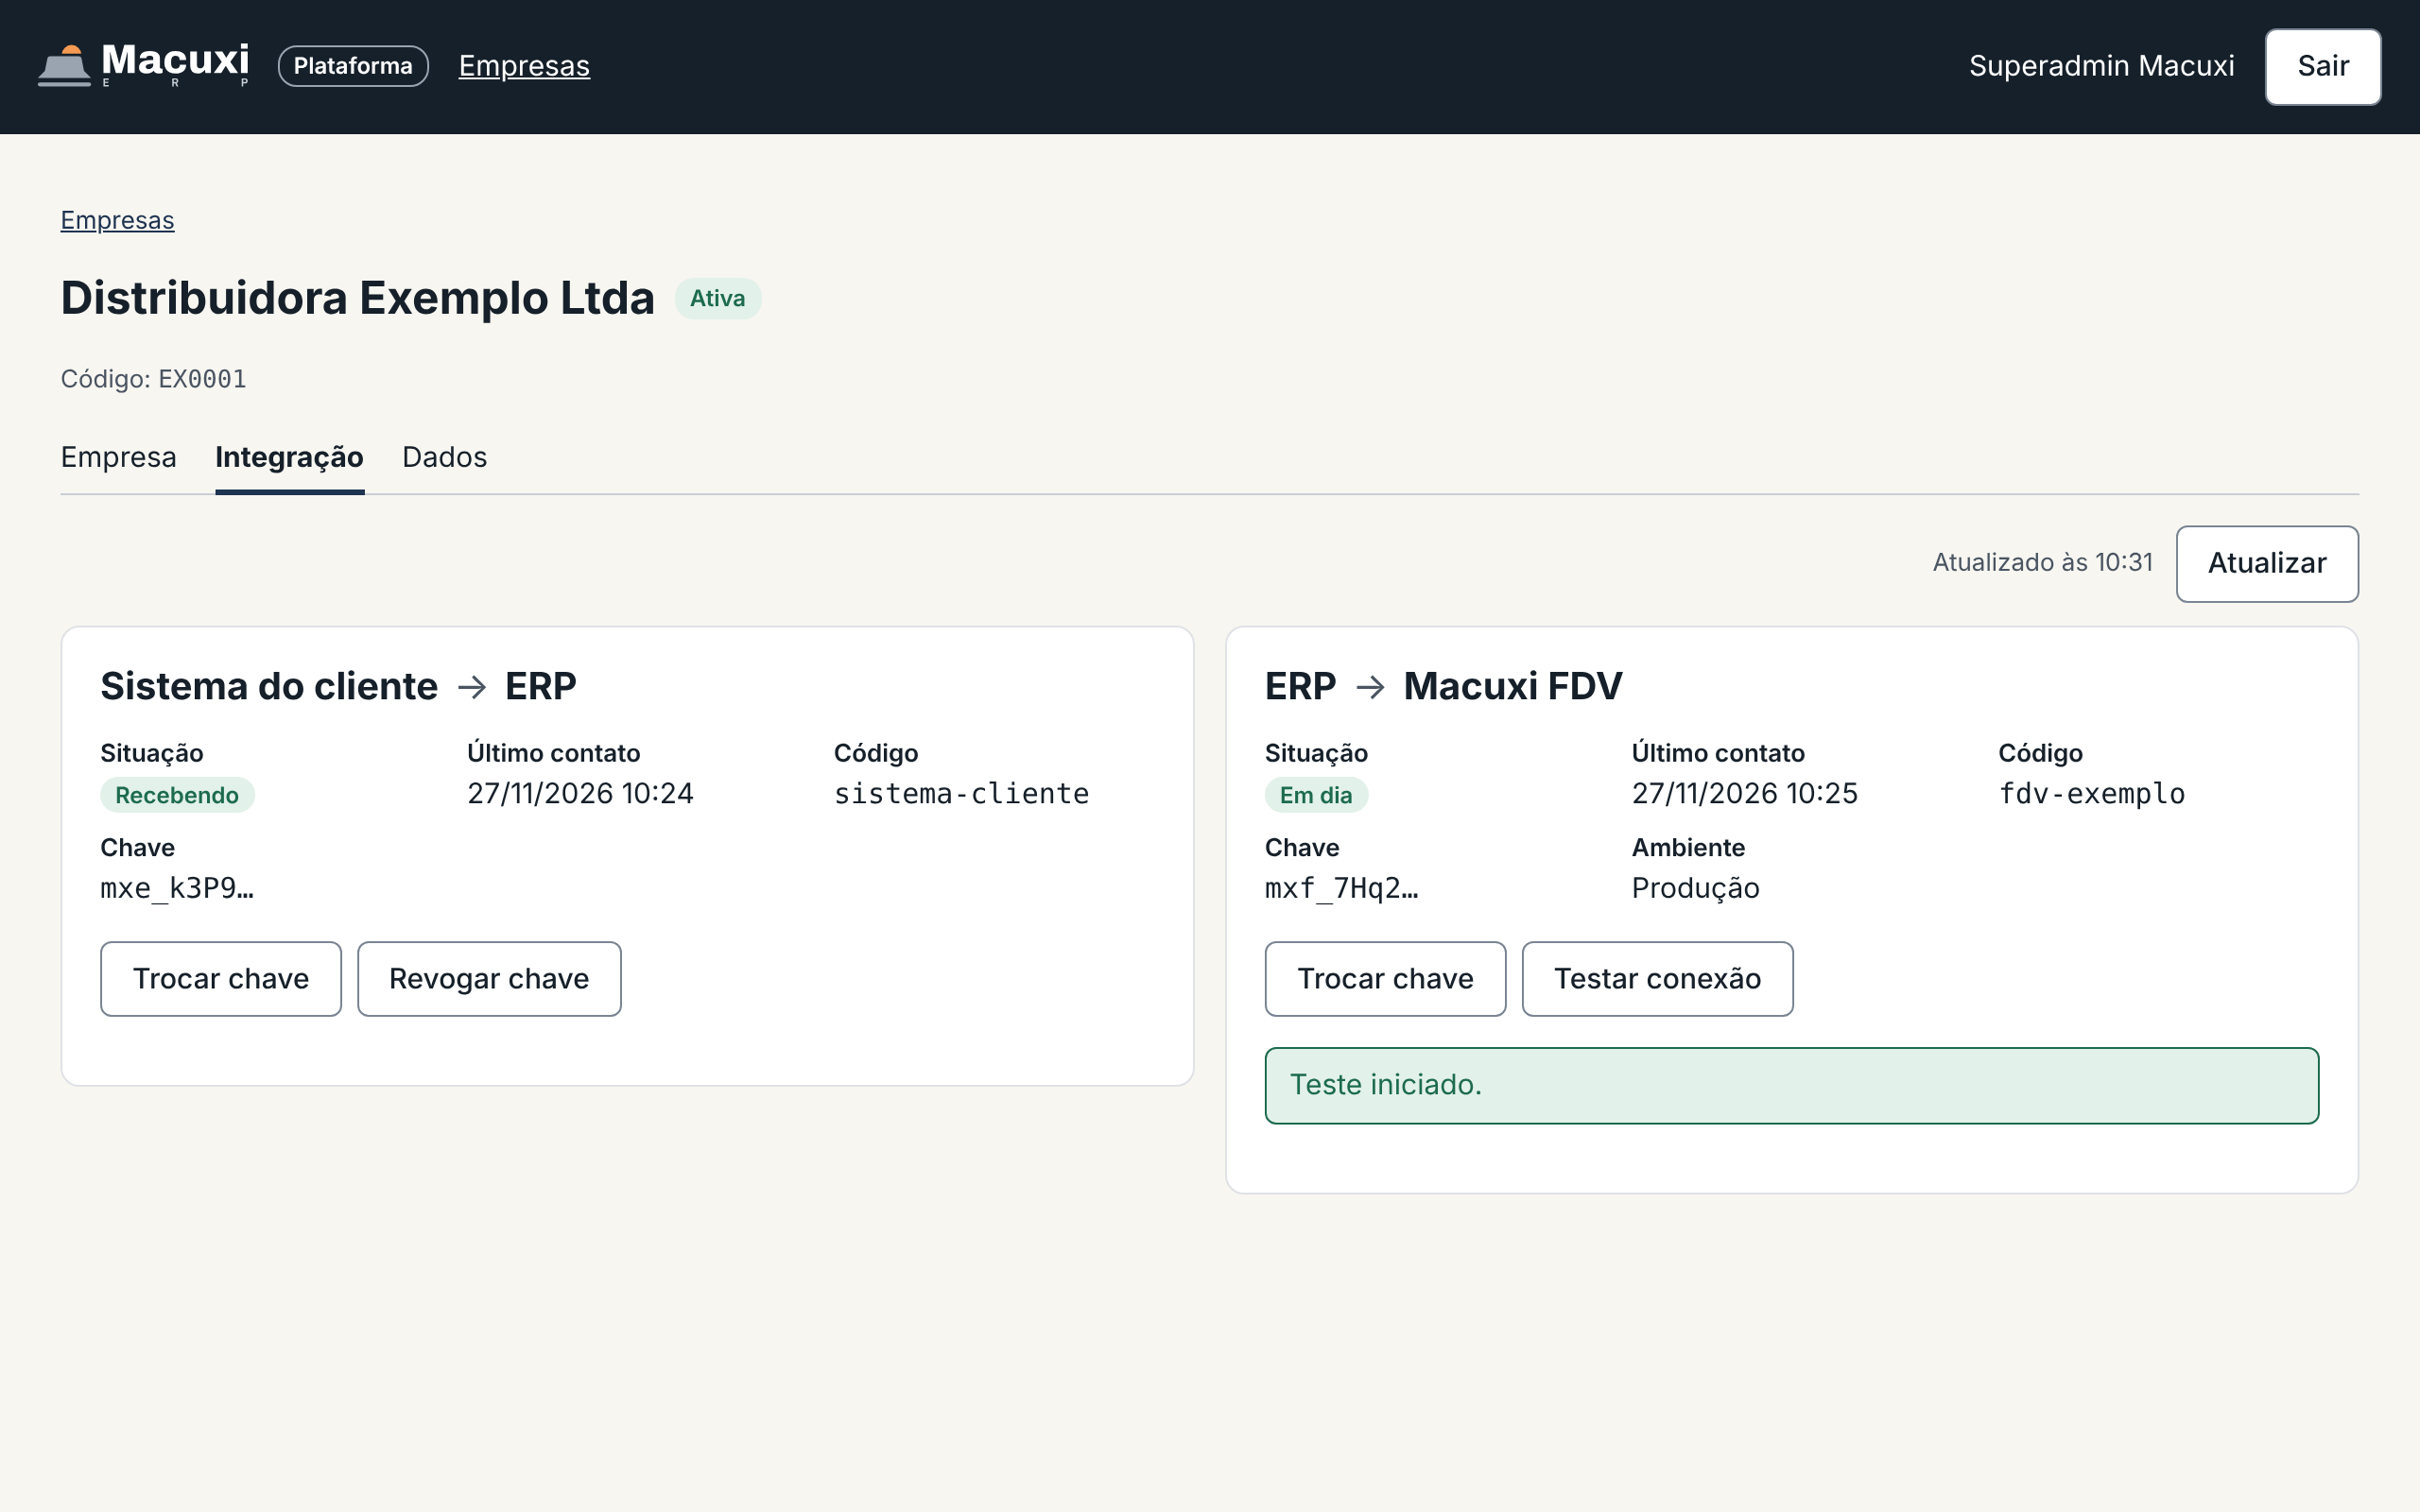 Macuxi
E R P
Plataforma
Empresas
Superadmin Macuxi
Sair
Empresas
Distribuidora Exemplo Ltda
Ativa
Código: EX0001
Empresa
Integração
Dados
Atualizado às 10:31
Atualizar
Sistema do cliente → ERP
Situação
Recebendo
Último contato
27/11/2026 10:24
Código
sistema-cliente
Chave
mxe_k3P9…
Trocar chave
Revogar chave
ERP → Macuxi FDV
Situação
Em dia
Último contato
27/11/2026 10:25
Código
fdv-exemplo
Chave
mxf_7Hq2…
Ambiente
Produção
Trocar chave
Testar conexão
Teste iniciado.